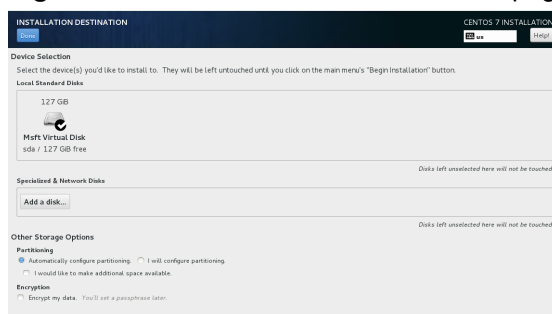 INSTALLATION DESTINATION
CENTOS 7 INSTALLATION
Done
us
Help!
Device Selection
Select the device(s) you'd like to install to. They will be left untouched until you click on the main menu's "Begin Installation" button.
Local Standard Disks
127 GiB
Msft Virtual Disk
sda / 127 GiB free
Disks left unselected here will not be touched
Specialized & Network Disks
Add a disk...
Disks left unselected here will not be touched
Other Storage Options
Partitioning
Automatically configure partitioning. I will configure partitioning.
I would like to make additional space available.
Encryption
Encrypt my data. You'll set a passphrase later.